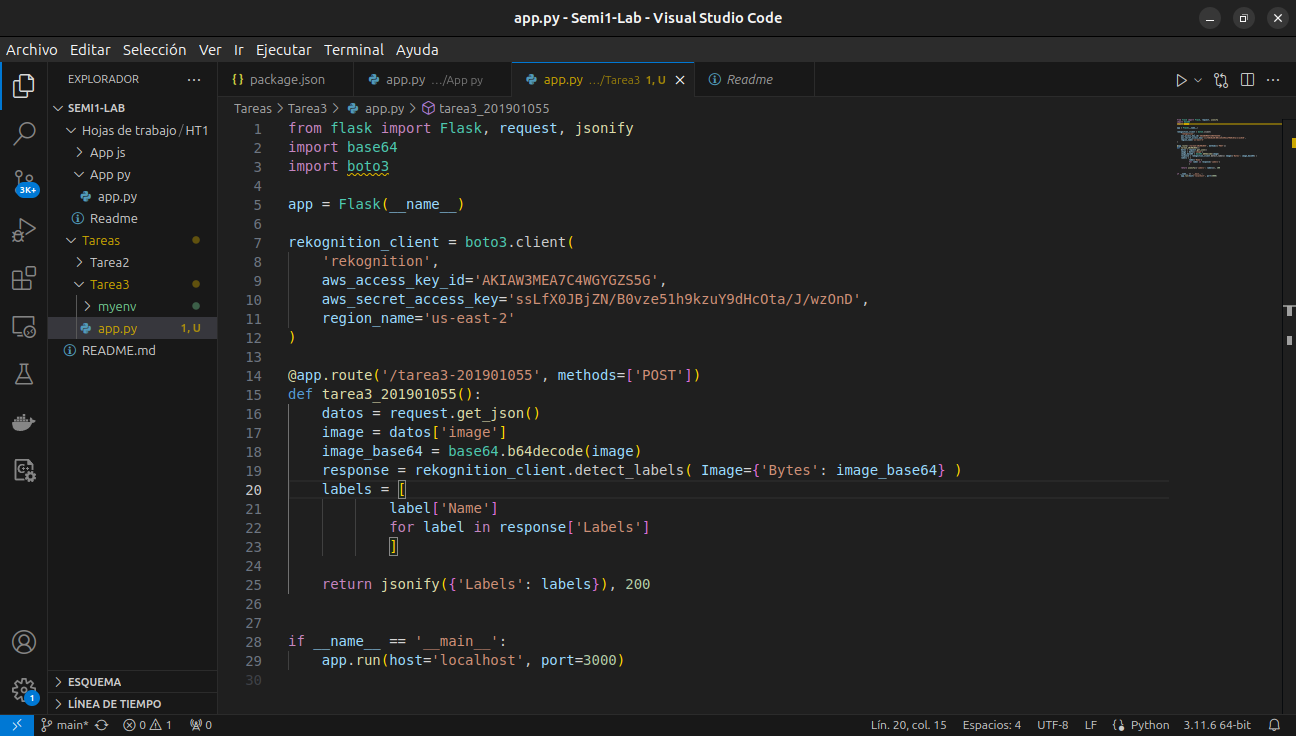 app.py - Semi1-Lab - Visual Studio Code
Archivo Editar Selección Ver Ir Ejecutar Terminal Ayuda
EXPLORADOR
SEMI1-LAB
Hojas de trabajo / HT1
App js
App py
app.py
Readme
Tareas
Tarea2
Tarea3
myenv
app.py 1, U
README.md
ESQUEMA
LÍNEA DE TIEMPO
3K+
1
{} package.json
app.py .../App py
app.py .../Tarea3 1, U
Readme
Tareas > Tarea3 > app.py > tarea3_201901055
1 from flask import Flask, request, jsonify
2 import base64
3 import boto3
4
5 app = Flask(__name__)
6
7 rekognition_client = boto3.client(
8 'rekognition',
9 aws_access_key_id='AKIAW3MEA7C4WGYGZS5G',
10 aws_secret_access_key='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',
11 region_name='us-east-2'
12 )
13
14 @app.route('/tarea3-201901055', methods=['POST'])
15 def tarea3_201901055():
16 datos = request.get_json()
17 image = datos['image']
18 image_base64 = base64.b64decode(image)
19 response = rekognition_client.detect_labels( Image={'Bytes': image_base64} )
20 labels = [
21 label['Name']
22 for label in response['Labels']
23 ]
24
25 return jsonify({'Labels': labels}), 200
26
27
28 if __name__ == '__main__':
29 app.run(host='localhost', port=3000)
30
main* 0 1 0
Lín. 20, col. 15 Espacios: 4 UTF-8 LF Python 3.11.6 64-bit